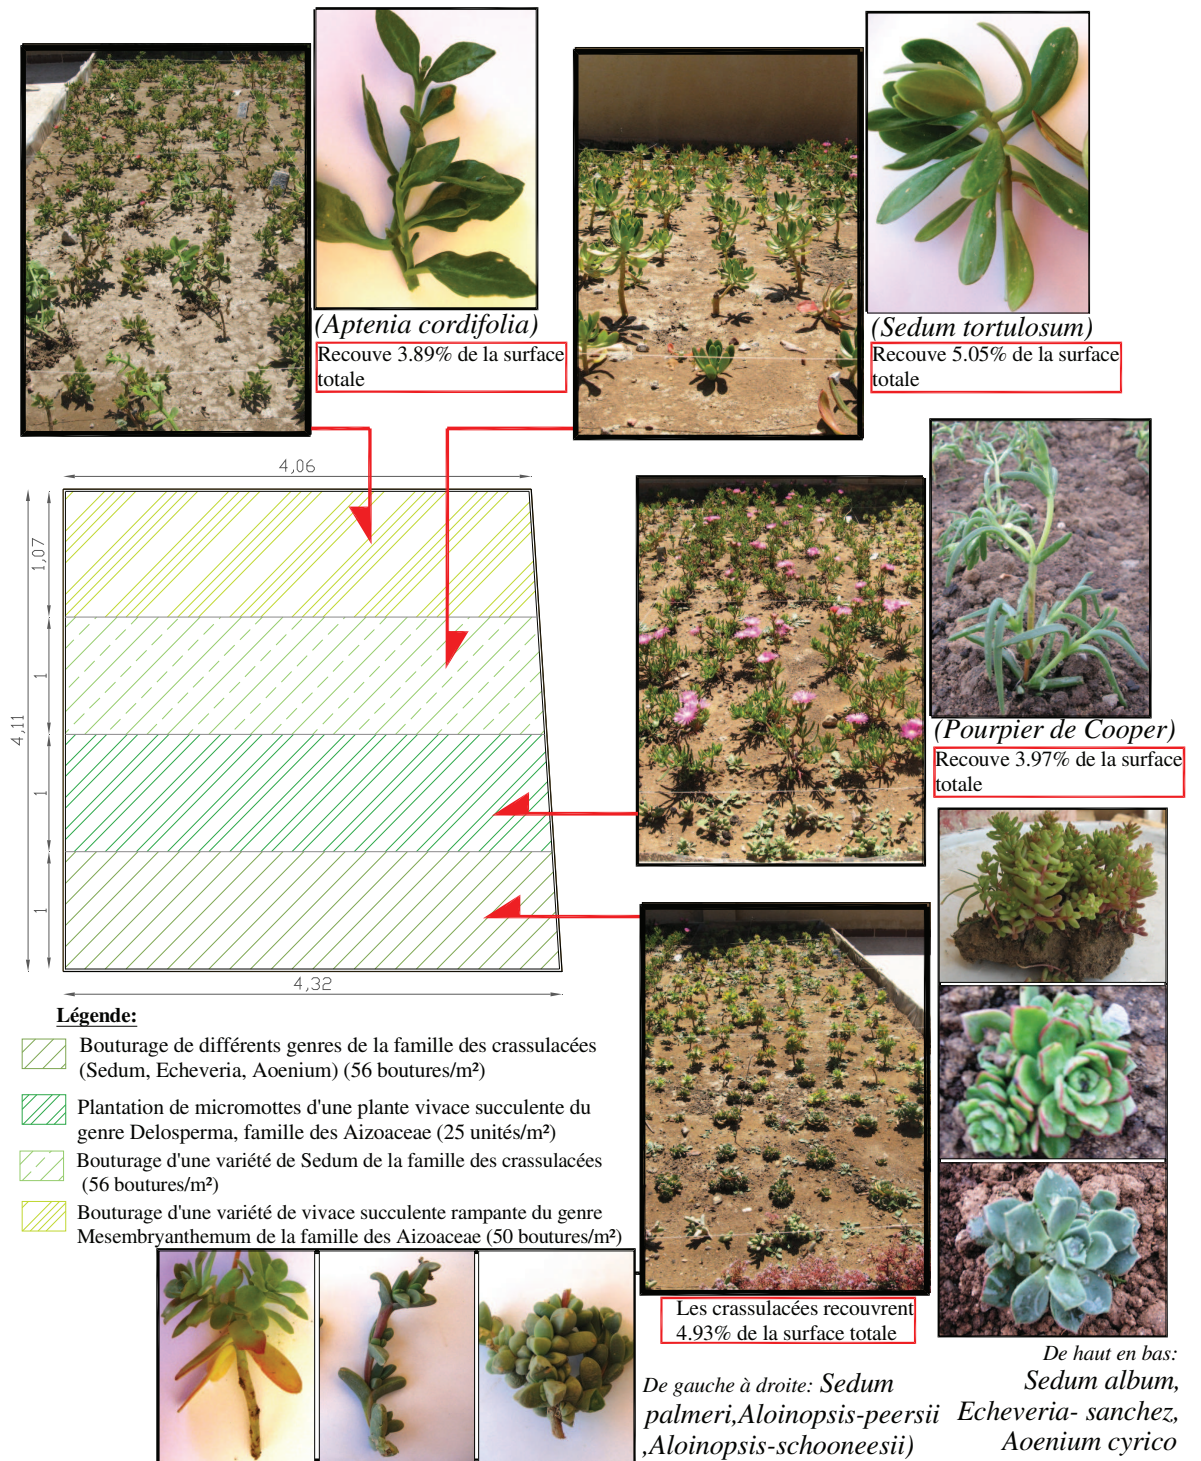 (Aptenia cordifolia)
Recouve 3.89% de la surface
totale
(Sedum tortulosum)
Recouve 5.05% de la surface
totale
(Pourpier de Cooper)
Recouve 3.97% de la surface
totale
4,06
1,07
1
1
1
4,11
4,32
Légende:
Bouturage de différents genres de la famille des crassulacées
(Sedum, Echeveria, Aoenium) (56 boutures/m²)
Plantation de micromottes d'une plante vivace succulente du
genre Delosperma, famille des Aizoaceae (25 unités/m²)
Bouturage d'une variété de Sedum de la famille des crassulacées
(56 boutures/m²)
Bouturage d'une variété de vivace succulente rampante du genre
Mesembryanthemum de la famille des Aizoaceae (50 boutures/m²)
Les crassulacées recouvrent
4.93% de la surface totale
De gauche à droite: Sedum
palmeri,Aloinopsis-peersii
,Aloinopsis-schooneesii)
De haut en bas:
Sedum album,
Echeveria- sanchez,
Aoenium cyrico